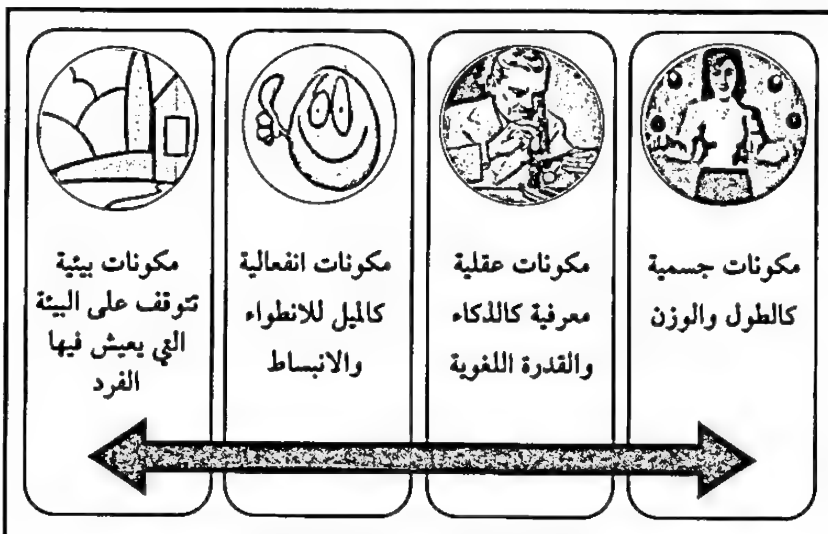 مكونات جسمية
كالطول والوزن
مكونات عقلية
معرفية كالذكاء
والقدرة اللغوية
مكونات انفعالية
كالميل للانطواء
والانبساط
مكونات بيئية
تتوقف على البيئة
التي يعيش فيها
الفرد